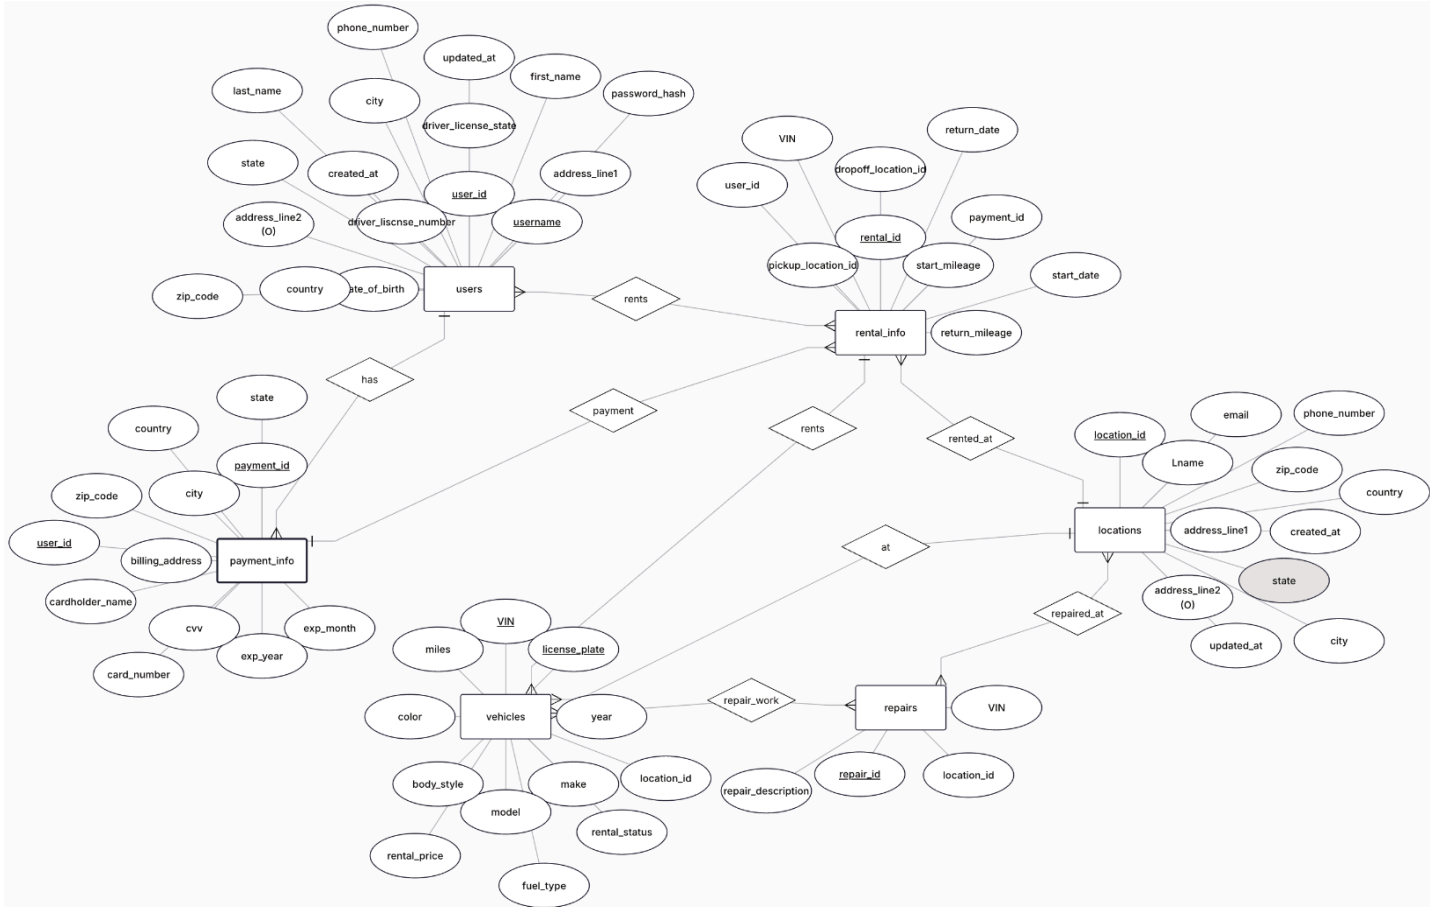 phone_number
updated_at
first_name
last_name
city
password_hash
driver_license_state
state
created_at
address_line1
user_id
address_line2
(O)
driver_liscnse_number
username
zip_code
country
ate_of_birth
users
rents
VIN
return_date
dropoff_location_id
user_id
payment_id
rental_id
pickup_location_id
start_mileage
start_date
rental_info
return_mileage
has
payment
rents
rented_at
state
country
payment_id
zip_code
city
user_id
billing_address
payment_info
cardholder_name
cvv
exp_month
exp_year
card_number
location_id
email
phone_number
Lname
zip_code
country
locations
address_line1
created_at
state
address_line2
(O)
updated_at
city
at
repaired_at
VIN
miles
license_plate
color
vehicles
year
repair_work
repairs
VIN
body_style
make
location_id
model
rental_status
rental_price
fuel_type
repair_description
repair_id
location_id